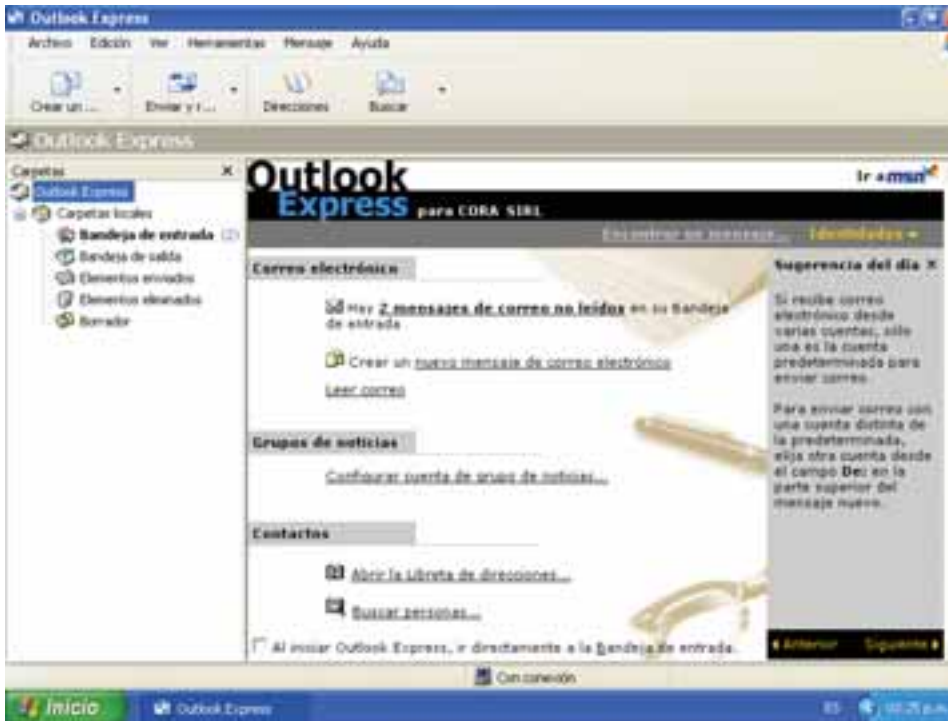 Outlook Express
Archivo Edición Ver Herramientas Mensaje Ayuda
Crear un ... Enviar y r... Direcciones Buscar
Outlook Express
Carpetas x
Outlook Express
Carpetas locales
Bandeja de entrada (2)
Bandeja de salida
Elementos enviados
Elementos eliminados
Borrador
Outlook
Express para CORA SIRL
Ir a msn
Encontrar un mensaje... Identidades
Correo electrónico
Hay 2 mensajes de correo no leídos en su Bandeja
de entrada
Crear un nuevo mensaje de correo electrónico
Leer correo
Grupos de noticias
Configurar cuenta de grupo de noticias...
Contactos
Abrir la Libreta de direcciones...
Buscar personas...
Al iniciar Outlook Express, ir directamente a la Bandeja de entrada.
Sugerencia del día x
Si recibe correo
electrónico desde
varias cuentas, sólo
una es la cuenta
predeterminada para
enviar correo.
Para enviar correo con
una cuenta distinta de
la predeterminada,
elija otra cuenta desde
el campo De: en la
parte superior del
mensaje nuevo.
Anterior Siguiente
Con conexión
Inicio Outlook Express ES p.m.